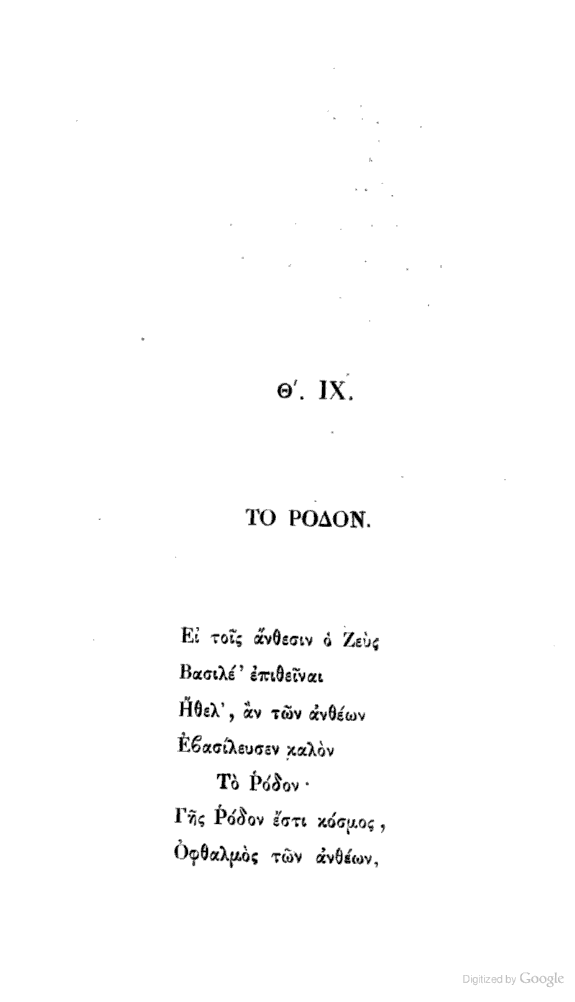 Θʹ. IX.
ΤΟ ΡΟΔΟΝ.
Εἰ τοῖς ἄνθεσιν ὁ Ζεὺς
Βασιλέ’ ἐπιθεῖναι
Ἤθελ’, ἂν τῶν ἀνθέων
Ἐϐασίλευσεν καλὸν
Τὸ Ῥόδον·
Γῆς Ῥόδον ἔστι κόσμος,
Ὀφθαλμὸς τῶν ἀνθέων,
Digitized by Google